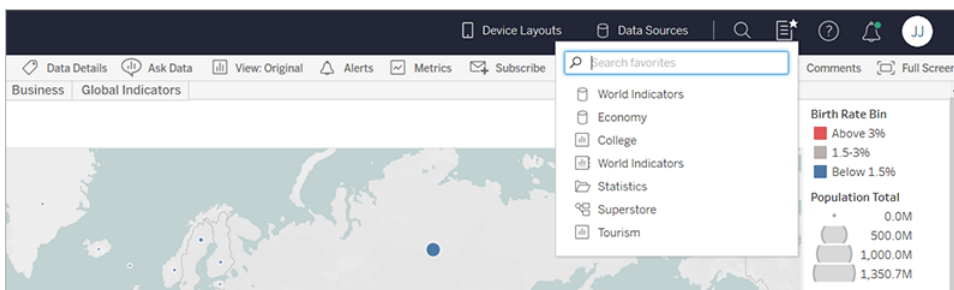 Device Layouts Data Sources JJ
Data Details Ask Data View: Original Alerts Metrics Subscribe Comments Full Screen
Business Global Indicators
Search favorites
World Indicators
Economy
College
World Indicators
Statistics
Superstore
Tourism
Birth Rate Bin
Above 3%
1.5-3%
Below 1.5%
Population Total
0.0M
500.0M
1,000.0M
1,350.7M